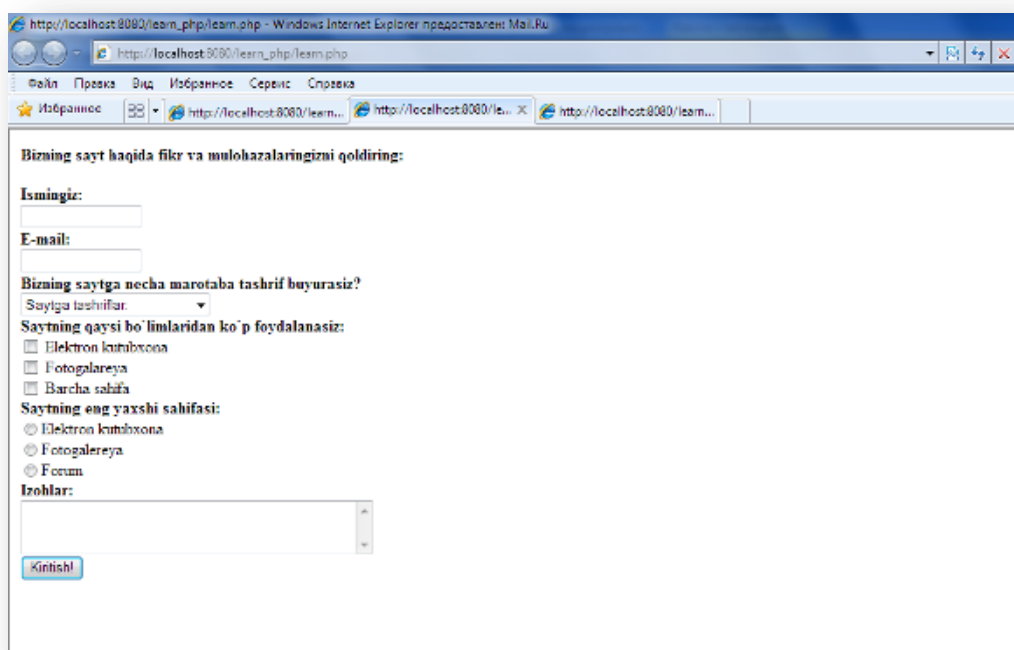 http://localhost:8080/learn_php/learn.php - Windows Internet Explorer предоставлен: Mail.Ru
http://localhost:8080/learn_php/learn.php
Файл Правка Вид Избранное Сервис Справка
Избранное http://localhost:8080/learn... http://localhost:8080/le... http://localhost:8080/learn...
Bizning sayt haqida fikr va mulohazalaringizni qoldiring:
Ismingiz:
E-mail:
Bizning saytga necha marotaba tashrif buyurasiz?
Saytga tashriflar:
Saytning qaysi bo`limlaridan ko`p foydalanasiz:
Elektron kutubxona
Fotogalareya
Barcha sahifa
Saytning eng yaxshi sahifasi:
Elektron kutubxona
Fotogalereya
Forum
Izohlar:
Kiritish!